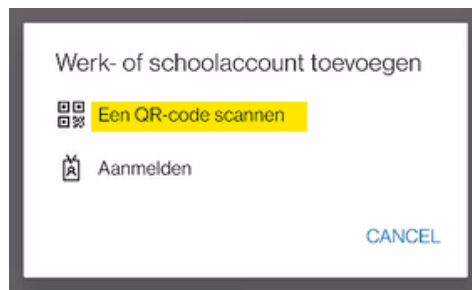 Werk- of schoolaccount toevoegen
Een QR-code scannen
Aanmelden
CANCEL